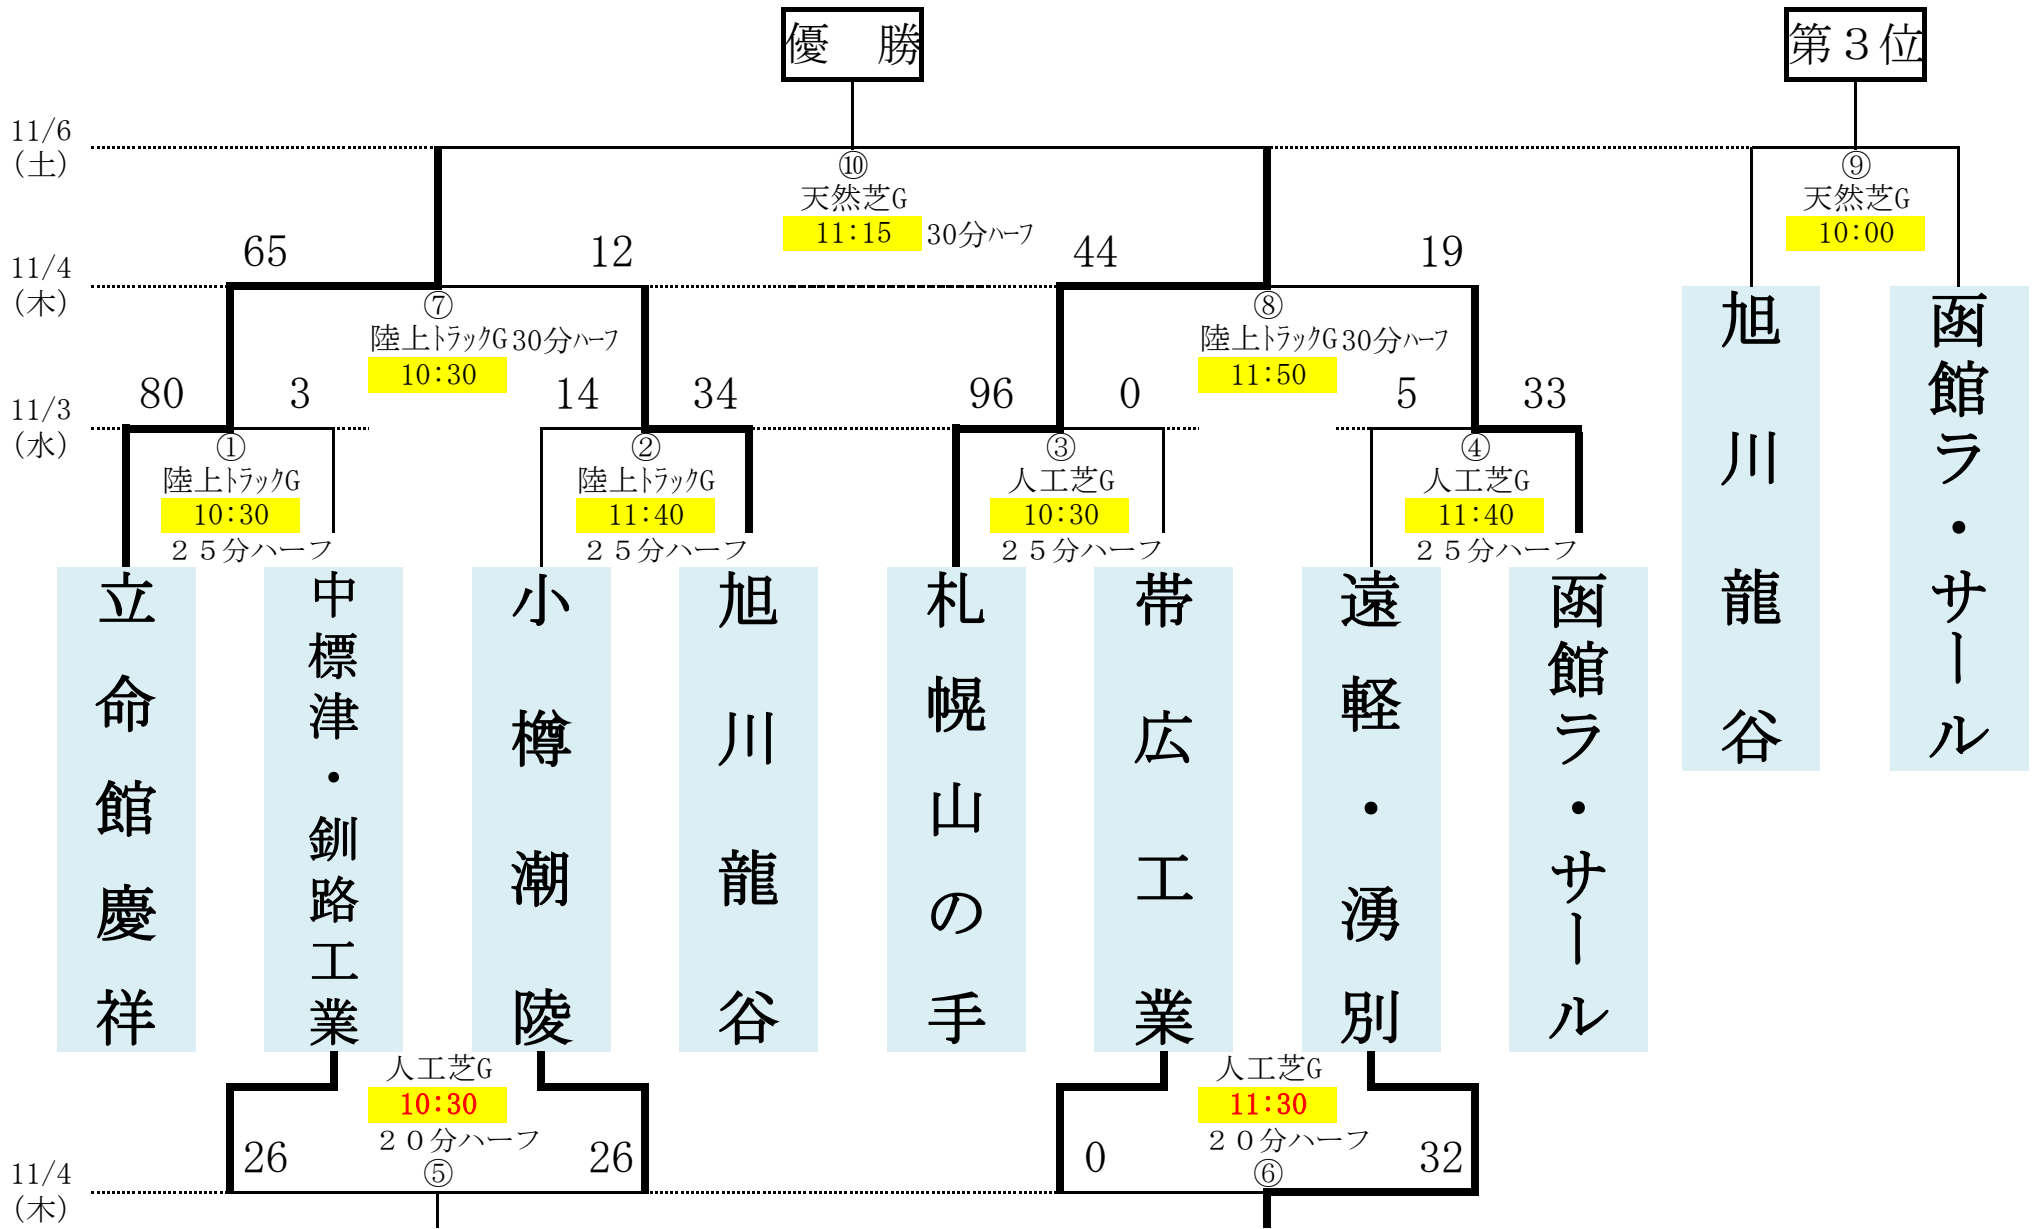 優　勝
第３位
11/6
（土）
⑩
天然芝G
11:15
30分ﾊｰﾌ
⑨
天然芝G
10:00
65
12
44
19
11/4
（木）
⑦
陸上ﾄﾗｯｸG
30分ﾊｰﾌ
10:30
⑧
陸上ﾄﾗｯｸG
30分ﾊｰﾌ
11:50
旭川龍谷
函館ラ・サール
80
3
14
34
96
0
5
33
11/3
（水）
①
陸上ﾄﾗｯｸG
10:30
２５分ハーフ
②
陸上ﾄﾗｯｸG
11:40
２５分ハーフ
③
人工芝G
10:30
２５分ハーフ
④
人工芝G
11:40
２５分ハーフ
立命館慶祥
中標津・釧路工業
小樽潮陵
旭川龍谷
札幌山の手
帯広工業
遠軽・湧別
函館ラ・サール
人工芝G
10:30
２０分ハーフ
26
⑤
26
人工芝G
11:30
２０分ハーフ
0
⑥
32
11/4
（木）